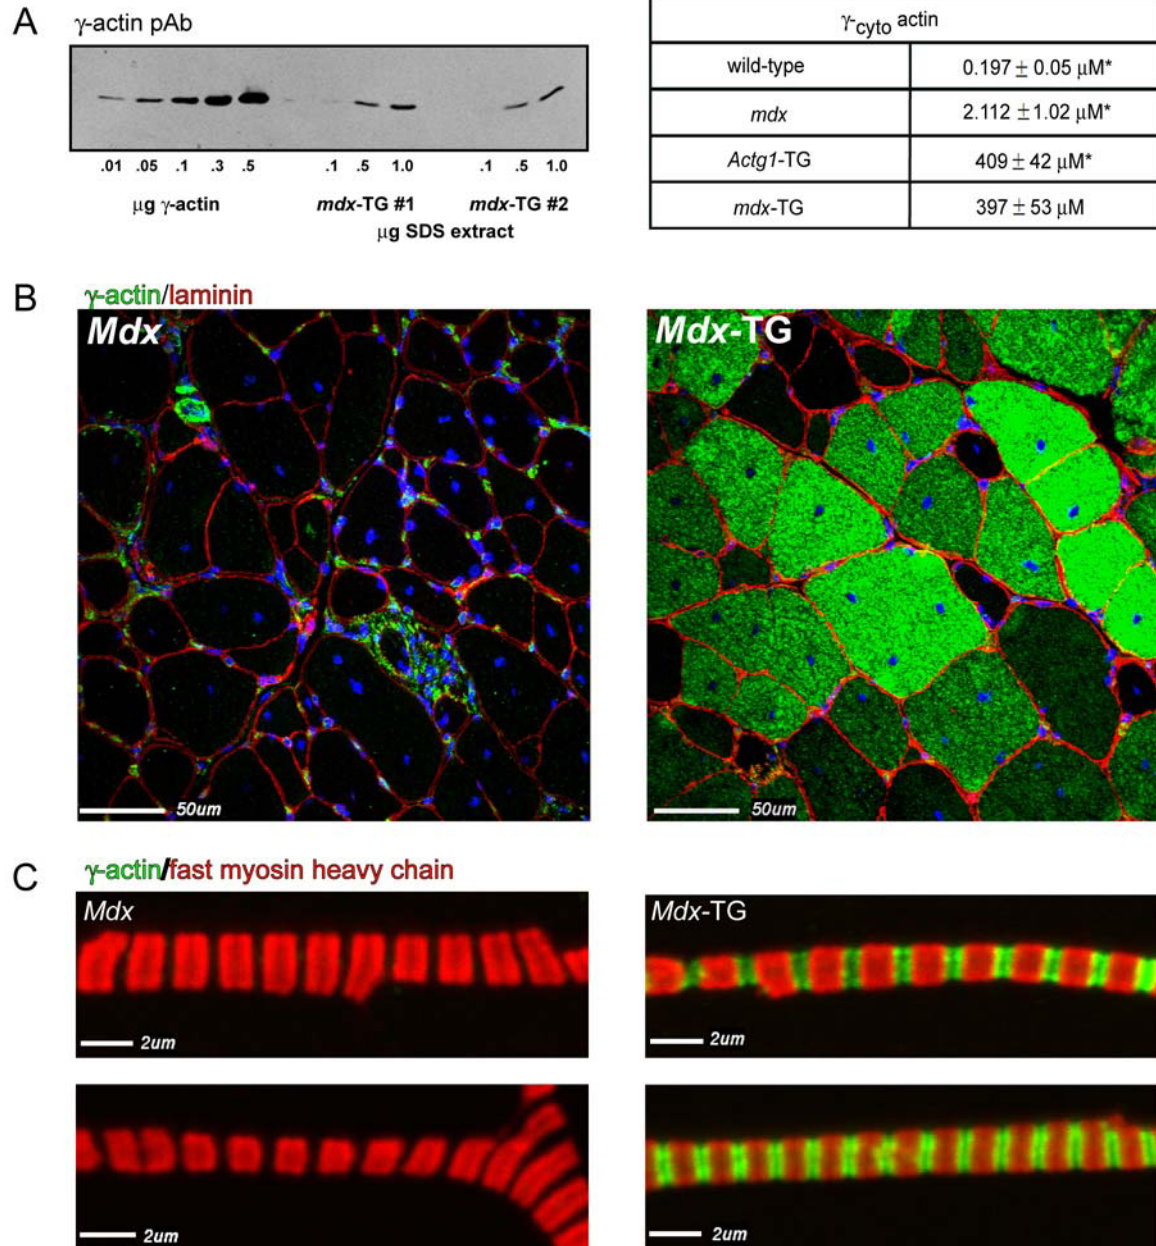 A
γ-actin pAb
.01 .05 .1 .3 .5 .1 .5 1.0 .1 .5 1.0
μg γ-actin mdx-TG #1 mdx-TG #2
μg SDS extract
γ-cyto actin
wild-type 0.197 ± 0.05 μM*
mdx 2.112 ±1.02 μM*
Actg1-TG 409 ± 42 μM*
mdx-TG 397 ± 53 μM
B
γ-actin/laminin
Mdx
50um
Mdx-TG
50um
C
γ-actin/fast myosin heavy chain
Mdx
2um
Mdx-TG
2um
2um
2um